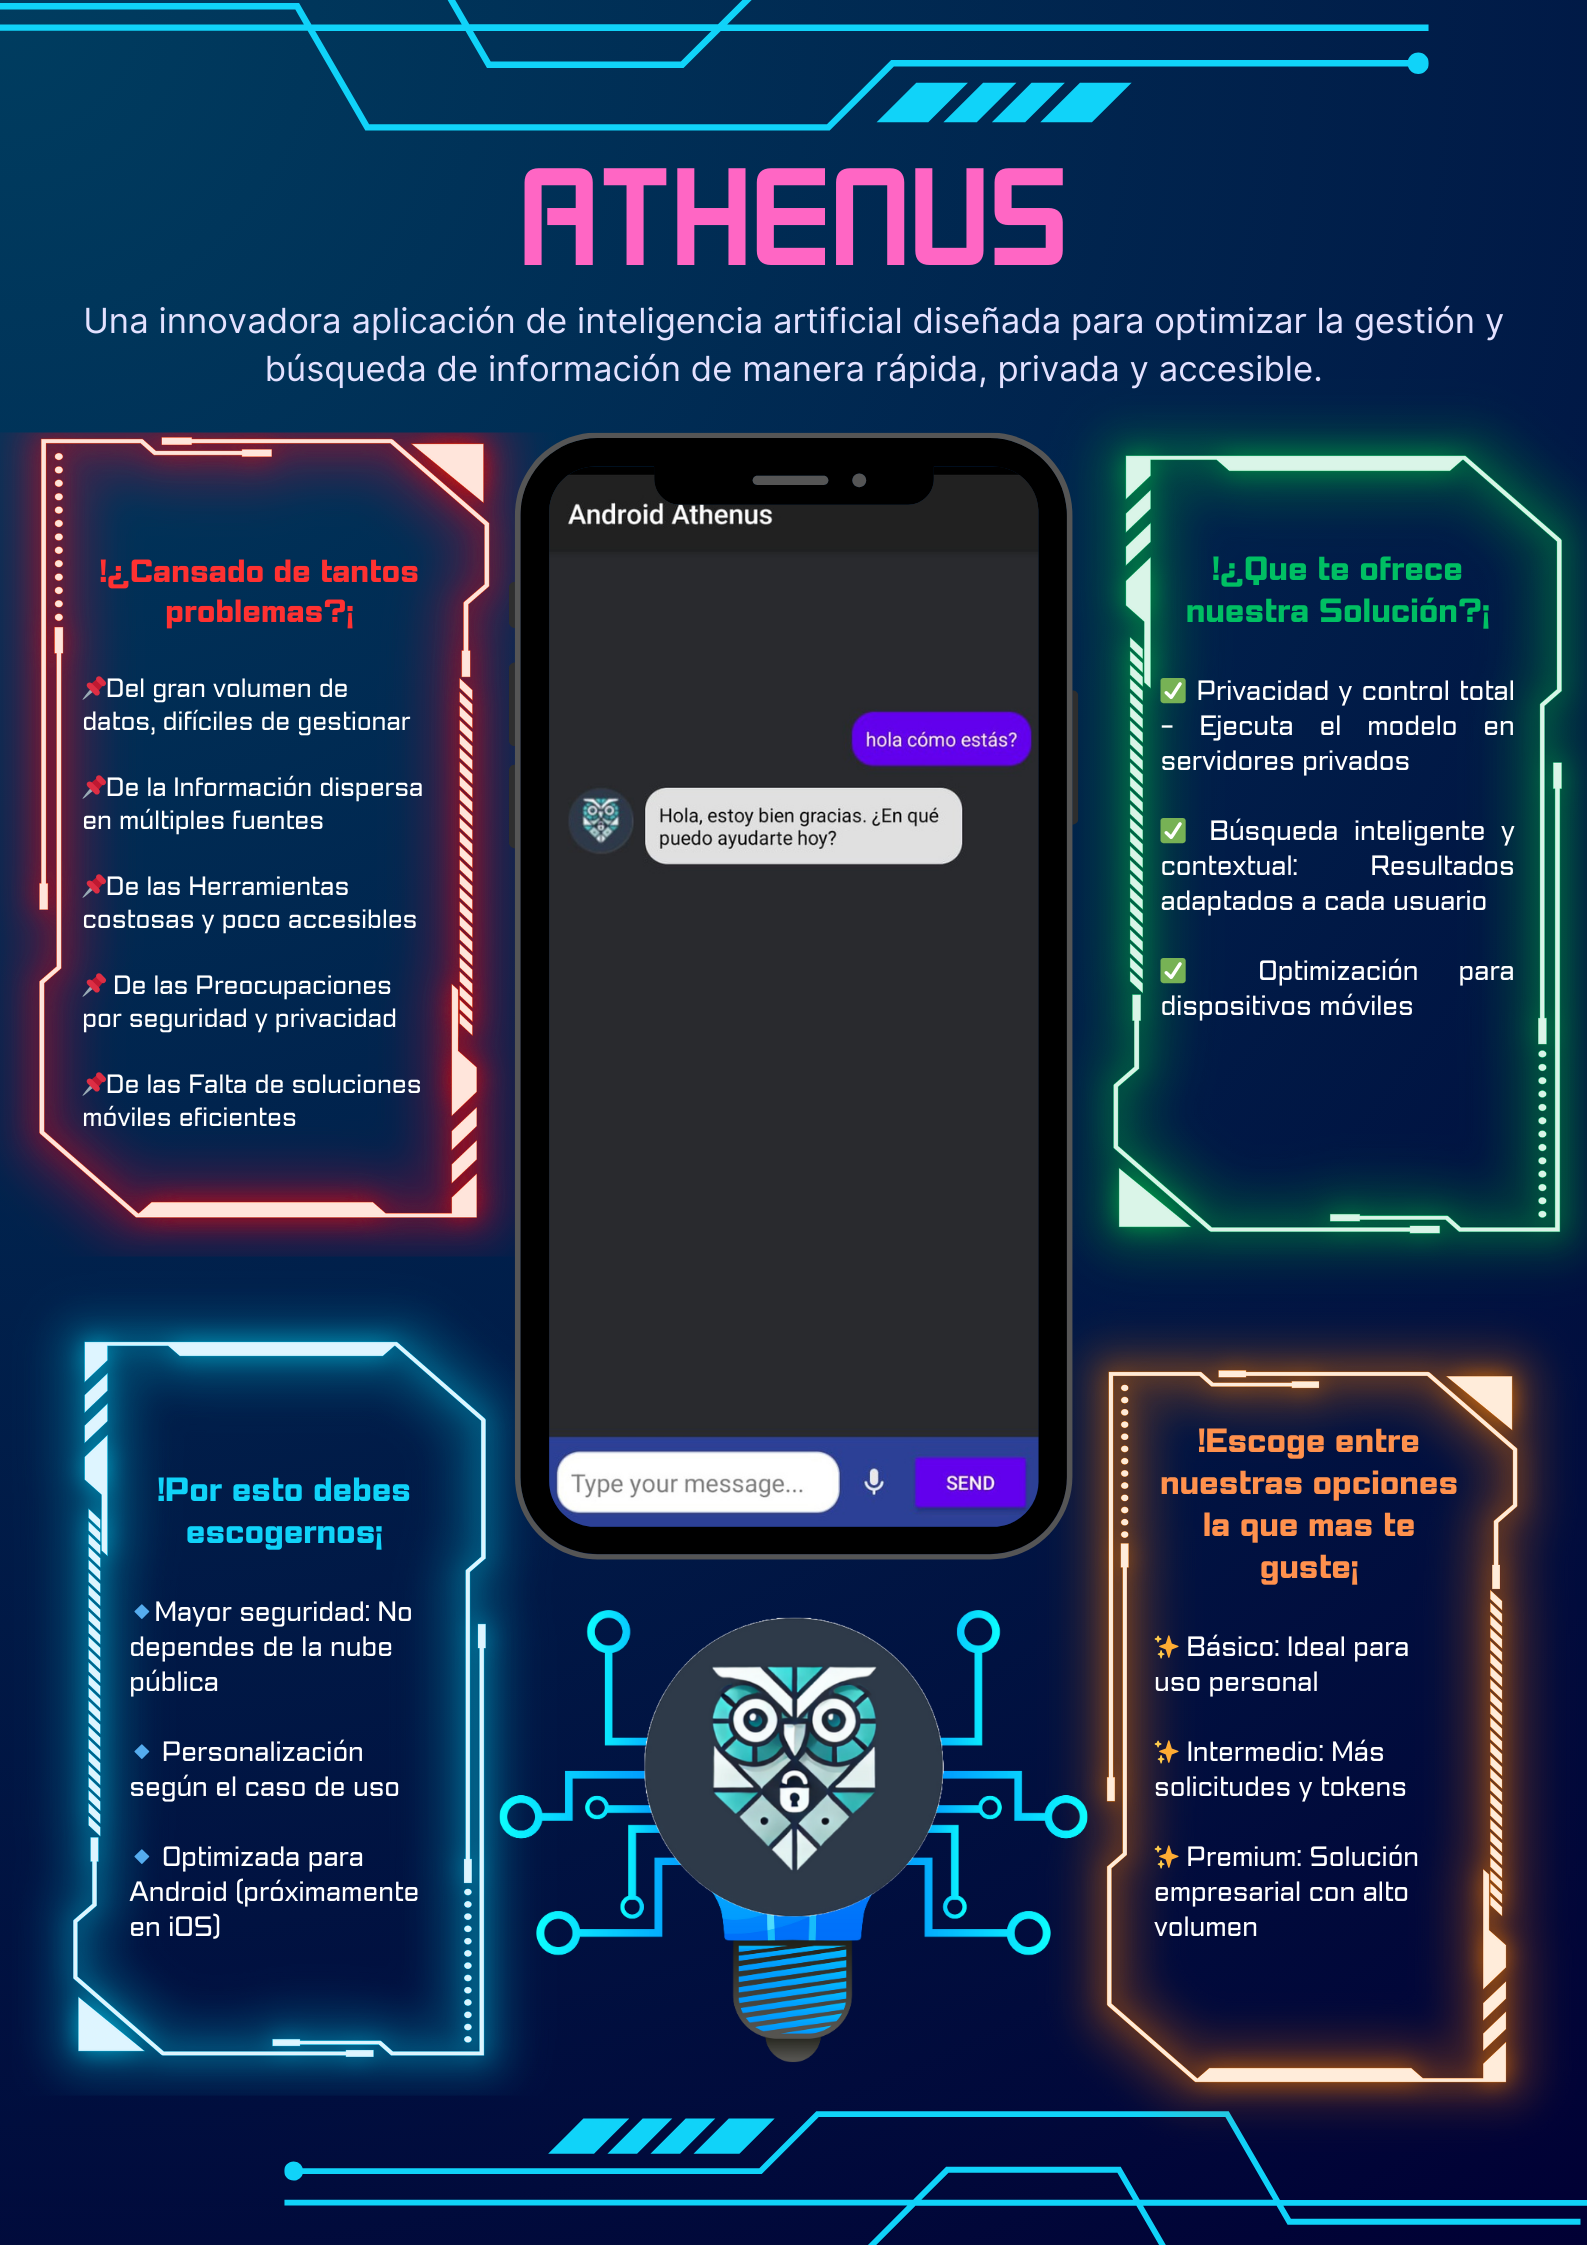 ATHENUS
Una innovadora aplicación de inteligencia artificial diseñada para optimizar la gestión y
búsqueda de información de manera rápida, privada y accesible.
!¿Cansado de tantos
problemas?¡
📌Del gran volumen de
datos, difíciles de gestionar
📌De la Información dispersa
en múltiples fuentes
📌De las Herramientas
costosas y poco accesibles
📌 De las Preocupaciones
por seguridad y privacidad
📌De las Falta de soluciones
móviles eficientes
Android Athenus
hola cómo estás?
Hola, estoy bien gracias. ¿En qué
puedo ayudarte hoy?
Type your message...
SEND
!¿Que te ofrece
nuestra Solución?¡
✅ Privacidad y control total
– Ejecuta el modelo en
servidores privados
✅ Búsqueda inteligente y
contextual: Resultados
adaptados a cada usuario
✅ Optimización para
dispositivos móviles
!Por esto debes
escogernos¡
🔹Mayor seguridad: No
dependes de la nube
pública
🔹 Personalización
según el caso de uso
🔹 Optimizada para
Android (próximamente
en iOS)
!Escoge entre
nuestras opciones
la que mas te
guste¡
✨ Básico: Ideal para
uso personal
✨ Intermedio: Más
solicitudes y tokens
✨ Premium: Solución
empresarial con alto
volumen